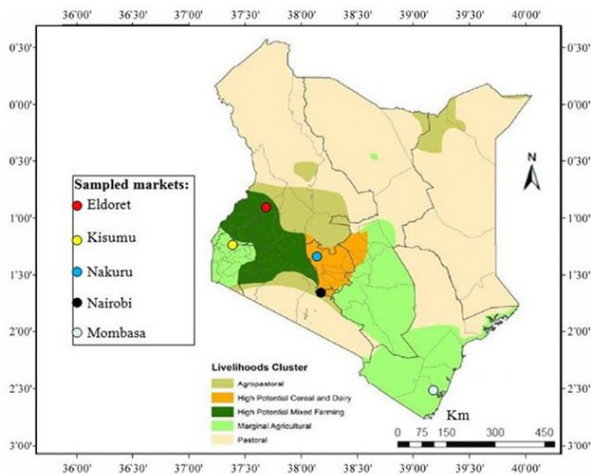 36°00' 36°00' 37°30' 38°00' 38°30' 39°00' 39°30' 40°00'
0'30' 0'30'
0°00' 0°00'
0°30' 0°30'
N
Sampled markets:
Eldoret
Kisumu
Nakuru
Nairobi
Mombasa
1°00' 1°00'
1°30' 1°30'
2°00' 2°00'
2°30' 2°30'
3°00' 3°00'
Livelihoods Cluster
Agropastoral
High Potential Cereal and Dairy
High Potential Mixed Farming
Marginal Agricultural
Pastoral
Km
0 75 150 300 450
36°00' 36°00' 37°30' 38°00' 38°30' 39°00' 39°30' 40°00'